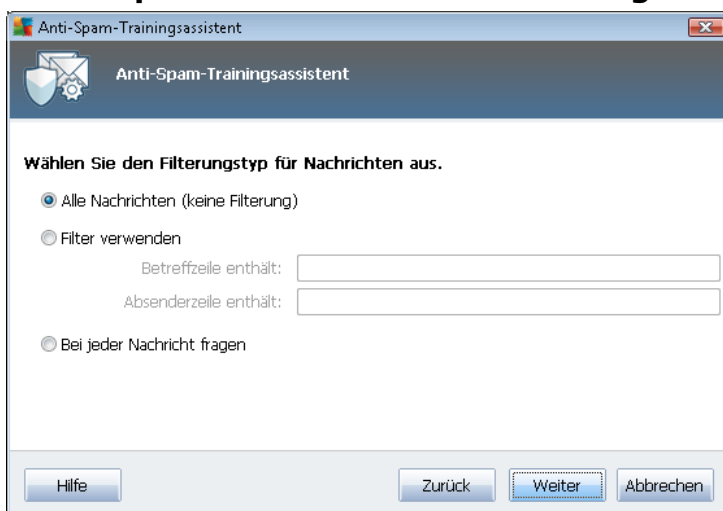 Anti-Spam-Trainingsassistent
Anti-Spam-Trainingsassistent
Wählen Sie den Filterungstyp für Nachrichten aus.
Alle Nachrichten (keine Filterung)
Filter verwenden
Betreffzeile enthält:
Absenderzeile enthält:
Bei jeder Nachricht fragen
Hilfe Zurück Weiter Abbrechen